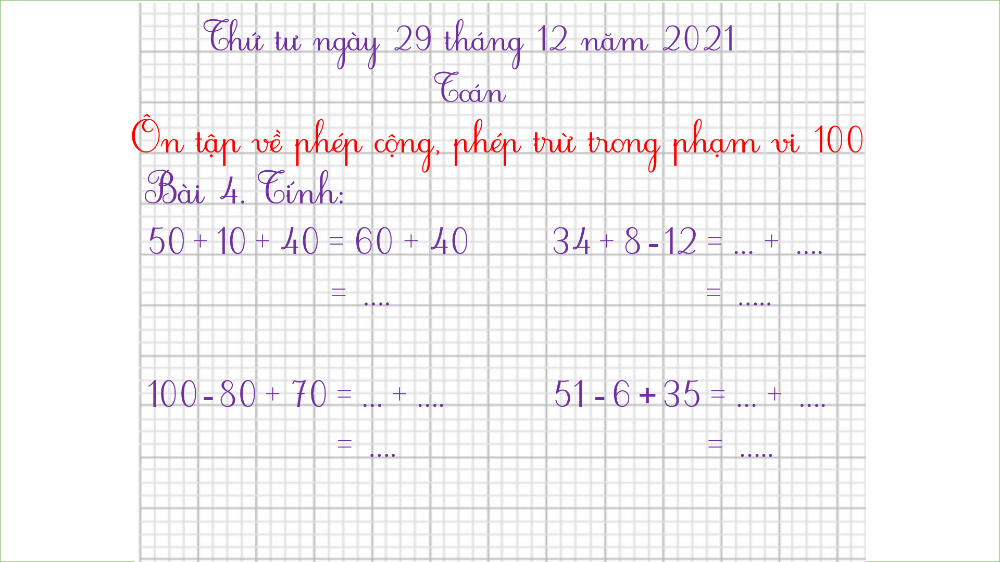 Thứ tư ngày 29 tháng 12 năm 2021
Toán
Ôn tập về phép cộng, phép trừ trong phạm vi 100
Bài 4. Tính:
50 + 10 + 40 = 60 + 40
= ....
34 + 8 - 12 = ... + ....
= .....
100 - 80 + 70 = ... + ....
= ....
51 - 6 + 35 = ... + ....
= .....